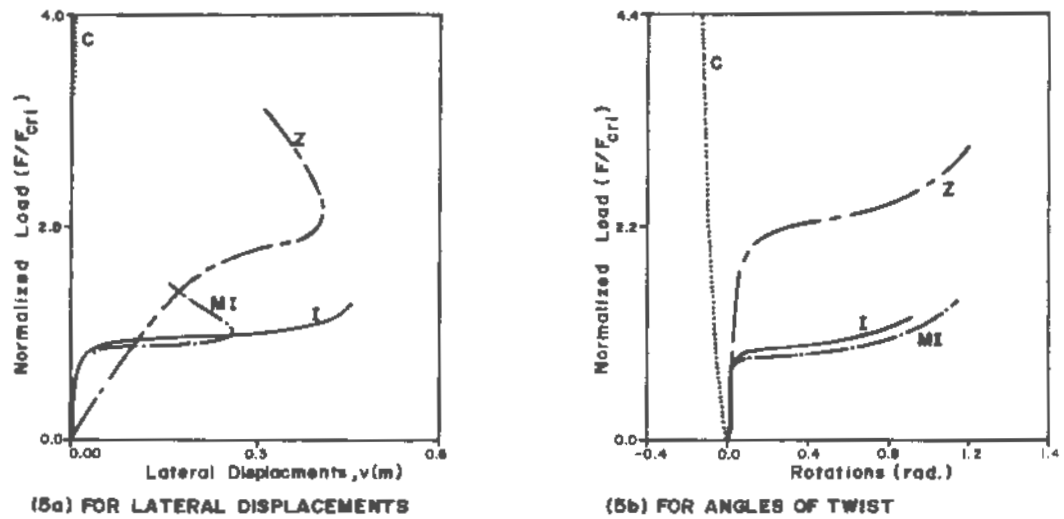 4.0
C
Z
2.0
MI
I
0.0
0.00
0.3
0.6
Normalized Load (F/Fcrl)
Lateral Displacments, v(m)
(5a) FOR LATERAL DISPLACEMENTS
4.4
C
Z
2.2
I
MI
0.0
-0.4
0.0
0.4
0.8
1.2
1.4
Normalized Load (F/Fcrl)
Rotations (rad.)
(5b) FOR ANGLES OF TWIST